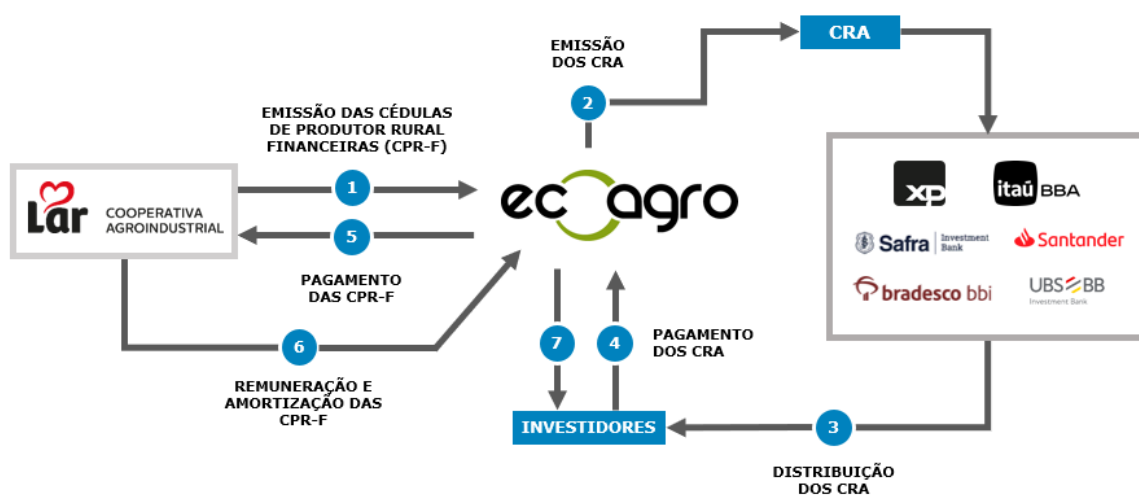 EMISSÃO
DOS CRA
2
CRA
EMISSÃO DAS CÉDULAS
DE PRODUTOR RURAL
FINANCEIRAS (CPR-F)
1
Lar
COOPERATIVA
AGROINDUSTRIAL
ecoagro
5
PAGAMENTO
DAS CPR-F
xp
itaú BBA
Safra Investment
Bank
Santander
bradesco bbi
UBS BB
Investment Bank
6
REMUNERAÇÃO E
AMORTIZAÇÃO DAS
CPR-F
7
4
PAGAMENTO
DOS CRA
INVESTIDORES
3
DISTRIBUIÇÃO
DOS CRA